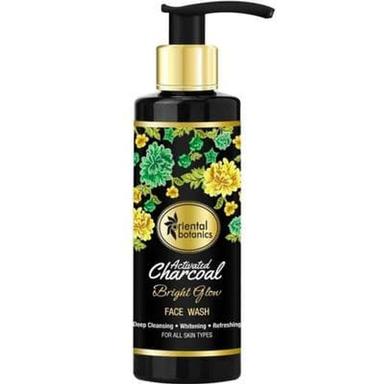 oriental
botanics
Activated
Charcoal
Bright Glow
FACE WASH
Deep Cleansing • Whitening • Refreshing
FOR ALL SKIN TYPES